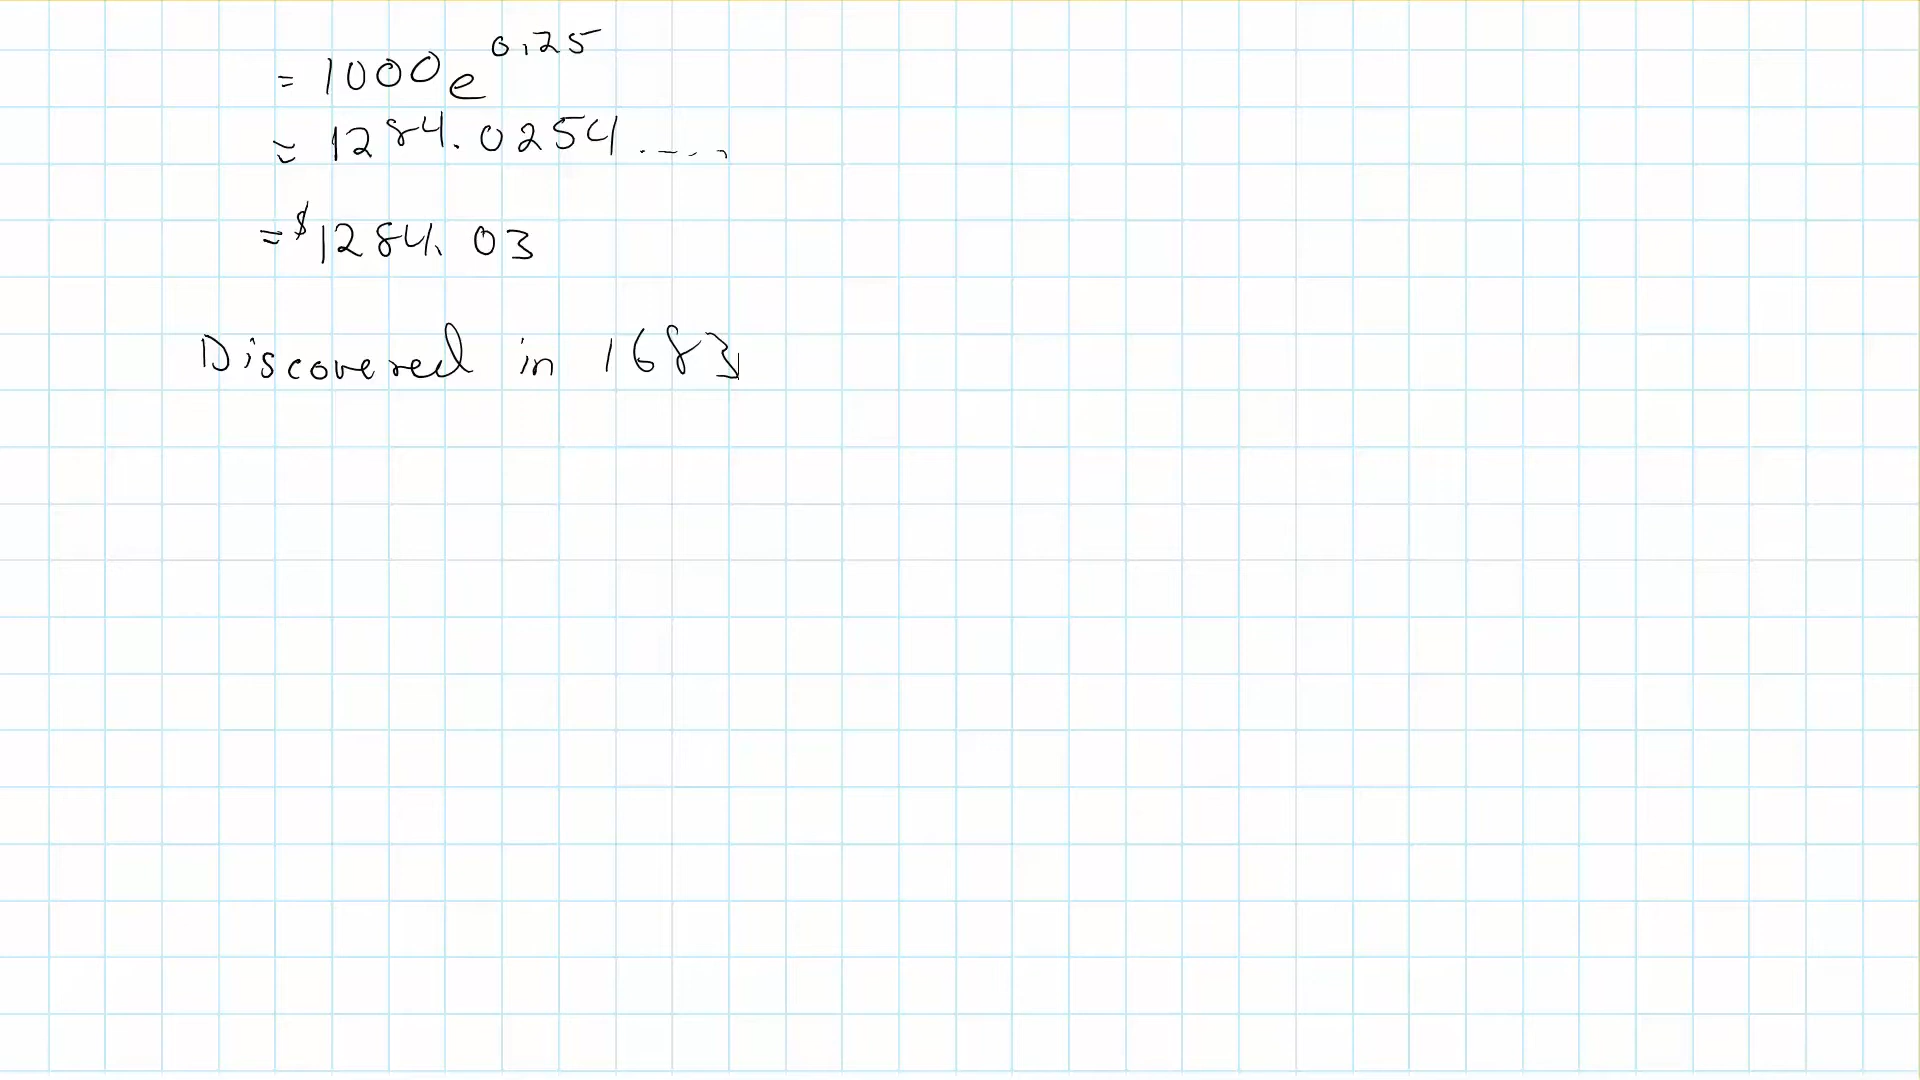 = 1000e^0.25
≈ 1284.0254....
= $1284.03
Discovered in 1683